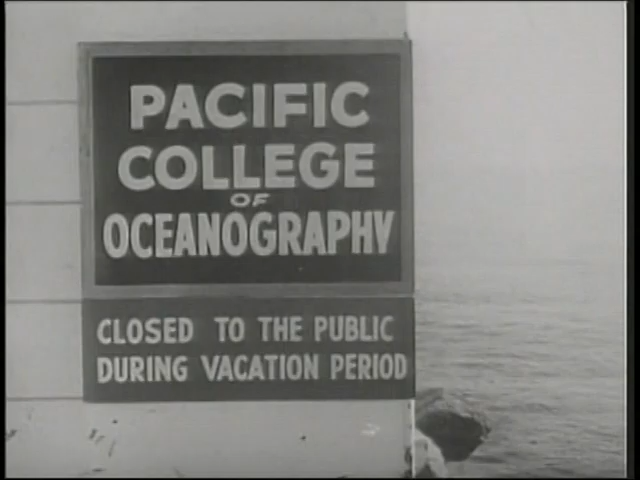 PACIFIC
COLLEGE
OF
OCEANOGRAPHY
CLOSED TO THE PUBLIC
DURING VACATION PERIOD